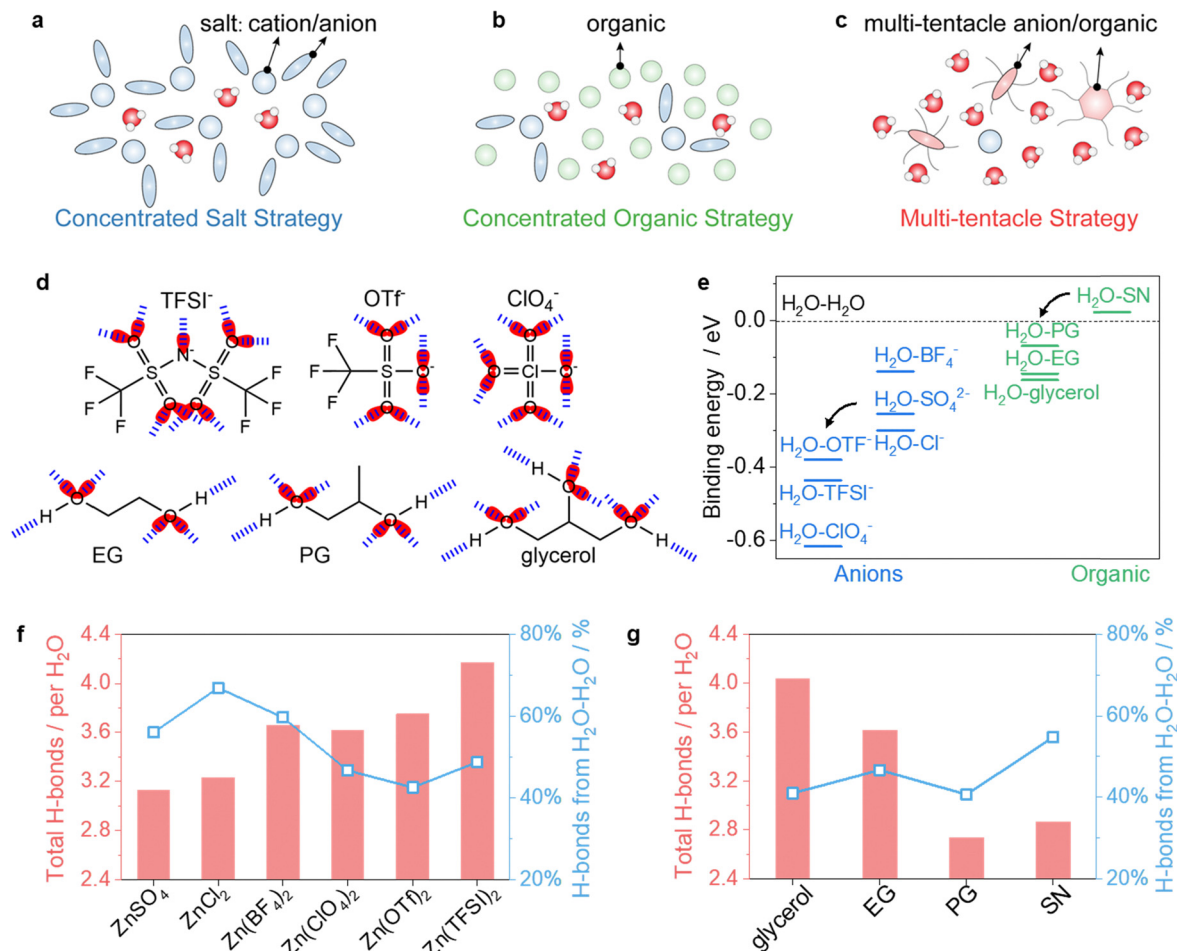 a
salt: cation/anion
Concentrated Salt Strategy
b
organic
Concentrated Organic Strategy
c
multi-tentacle anion/organic
Multi-tentacle Strategy
d
TFSI⁻
O
N⁻
O
S
S
F
F
F
O
O
F
F
F
OTf⁻
O
F
F
F
S
O⁻
O
ClO₄⁻
O
O
Cl
O⁻
O
O
H
O
H
EG
O
H
O
H
PG
H
O
O
H
O
H
glycerol
e
Binding energy / eV
0.0
-0.2
-0.4
-0.6
H₂O-H₂O
H₂O-SN
H₂O-PG
H₂O-EG
H₂O-glycerol
H₂O-BF₄⁻
H₂O-SO₄²⁻
H₂O-Cl⁻
H₂O-OTF⁻
H₂O-TFSI⁻
H₂O-ClO₄⁻
Anions
Organic
f
Total H-bonds / per H₂O
4.4
4.0
3.6
3.2
2.8
2.4
80%
60%
40%
20%
H-bonds from H₂O-H₂O / %
ZnSO₄
ZnCl₂
Zn(BF₄)₂
Zn(ClO₄)₂
Zn(OTf)₂
Zn(TFSI)₂
g
Total H-bonds / per H₂O
4.4
4.0
3.6
3.2
2.8
2.4
80%
60%
40%
20%
H-bonds from H₂O-H₂O / %
glycerol
EG
PG
SN